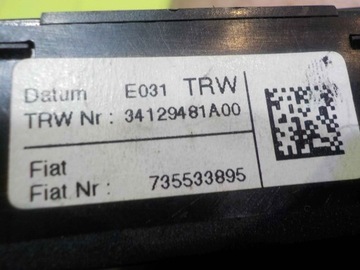 Datum E031 TRW
TRW Nr : 34129481A00
Fiat
Fiat Nr : 735533895